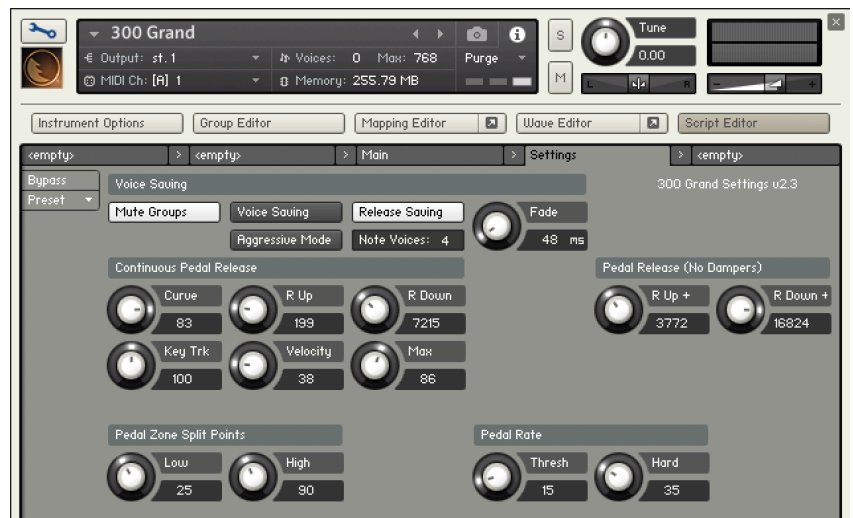 300 Grand
Output: st.1 Voices: 0 Max: 768 Purge
MIDI Ch: [A] 1 Memory: 255.79 MB
S
M
Tune
0.00
L R
- +
Instrument Options Group Editor Mapping Editor Wave Editor Script Editor
<empty> > <empty> > Main > Settings > <empty>
Bypass
Preset
Voice Saving
300 Grand Settings v2.3
Mute Groups Voice Saving Release Saving Fade
Aggressive Mode Note Voices: 4 48 ms
Continuous Pedal Release Pedal Release (No Dampers)
Curve R Up R Down R Up + R Down +
83 199 7215 3772 16824
Key Trk Velocity Max
100 38 86
Pedal Zone Split Points Pedal Rate
Low High Thresh Hard
25 90 15 35